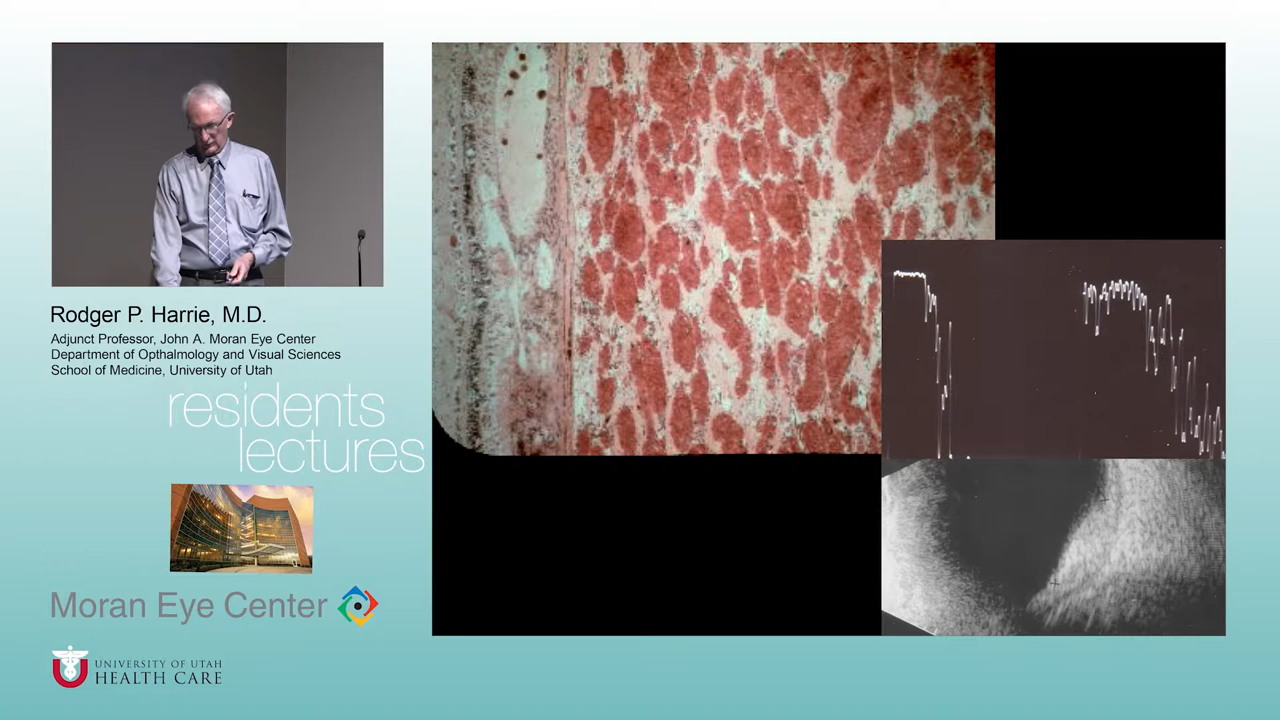 Rodger P. Harrie, M.D.
Adjunct Professor, John A. Moran Eye Center
Department of Opthalmology and Visual Sciences
School of Medicine, University of Utah
residents
lectures
Moran Eye Center
UNIVERSITY OF UTAH
HEALTH CARE